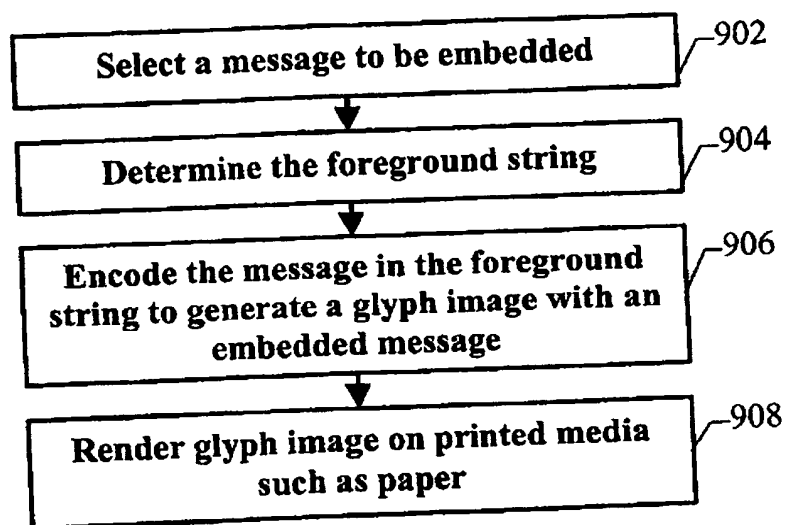 Select a message to be embedded
902
Determine the foreground string
904
Encode the message in the foreground
string to generate a glyph image with an
embedded message
906
Render glyph image on printed media
such as paper
908